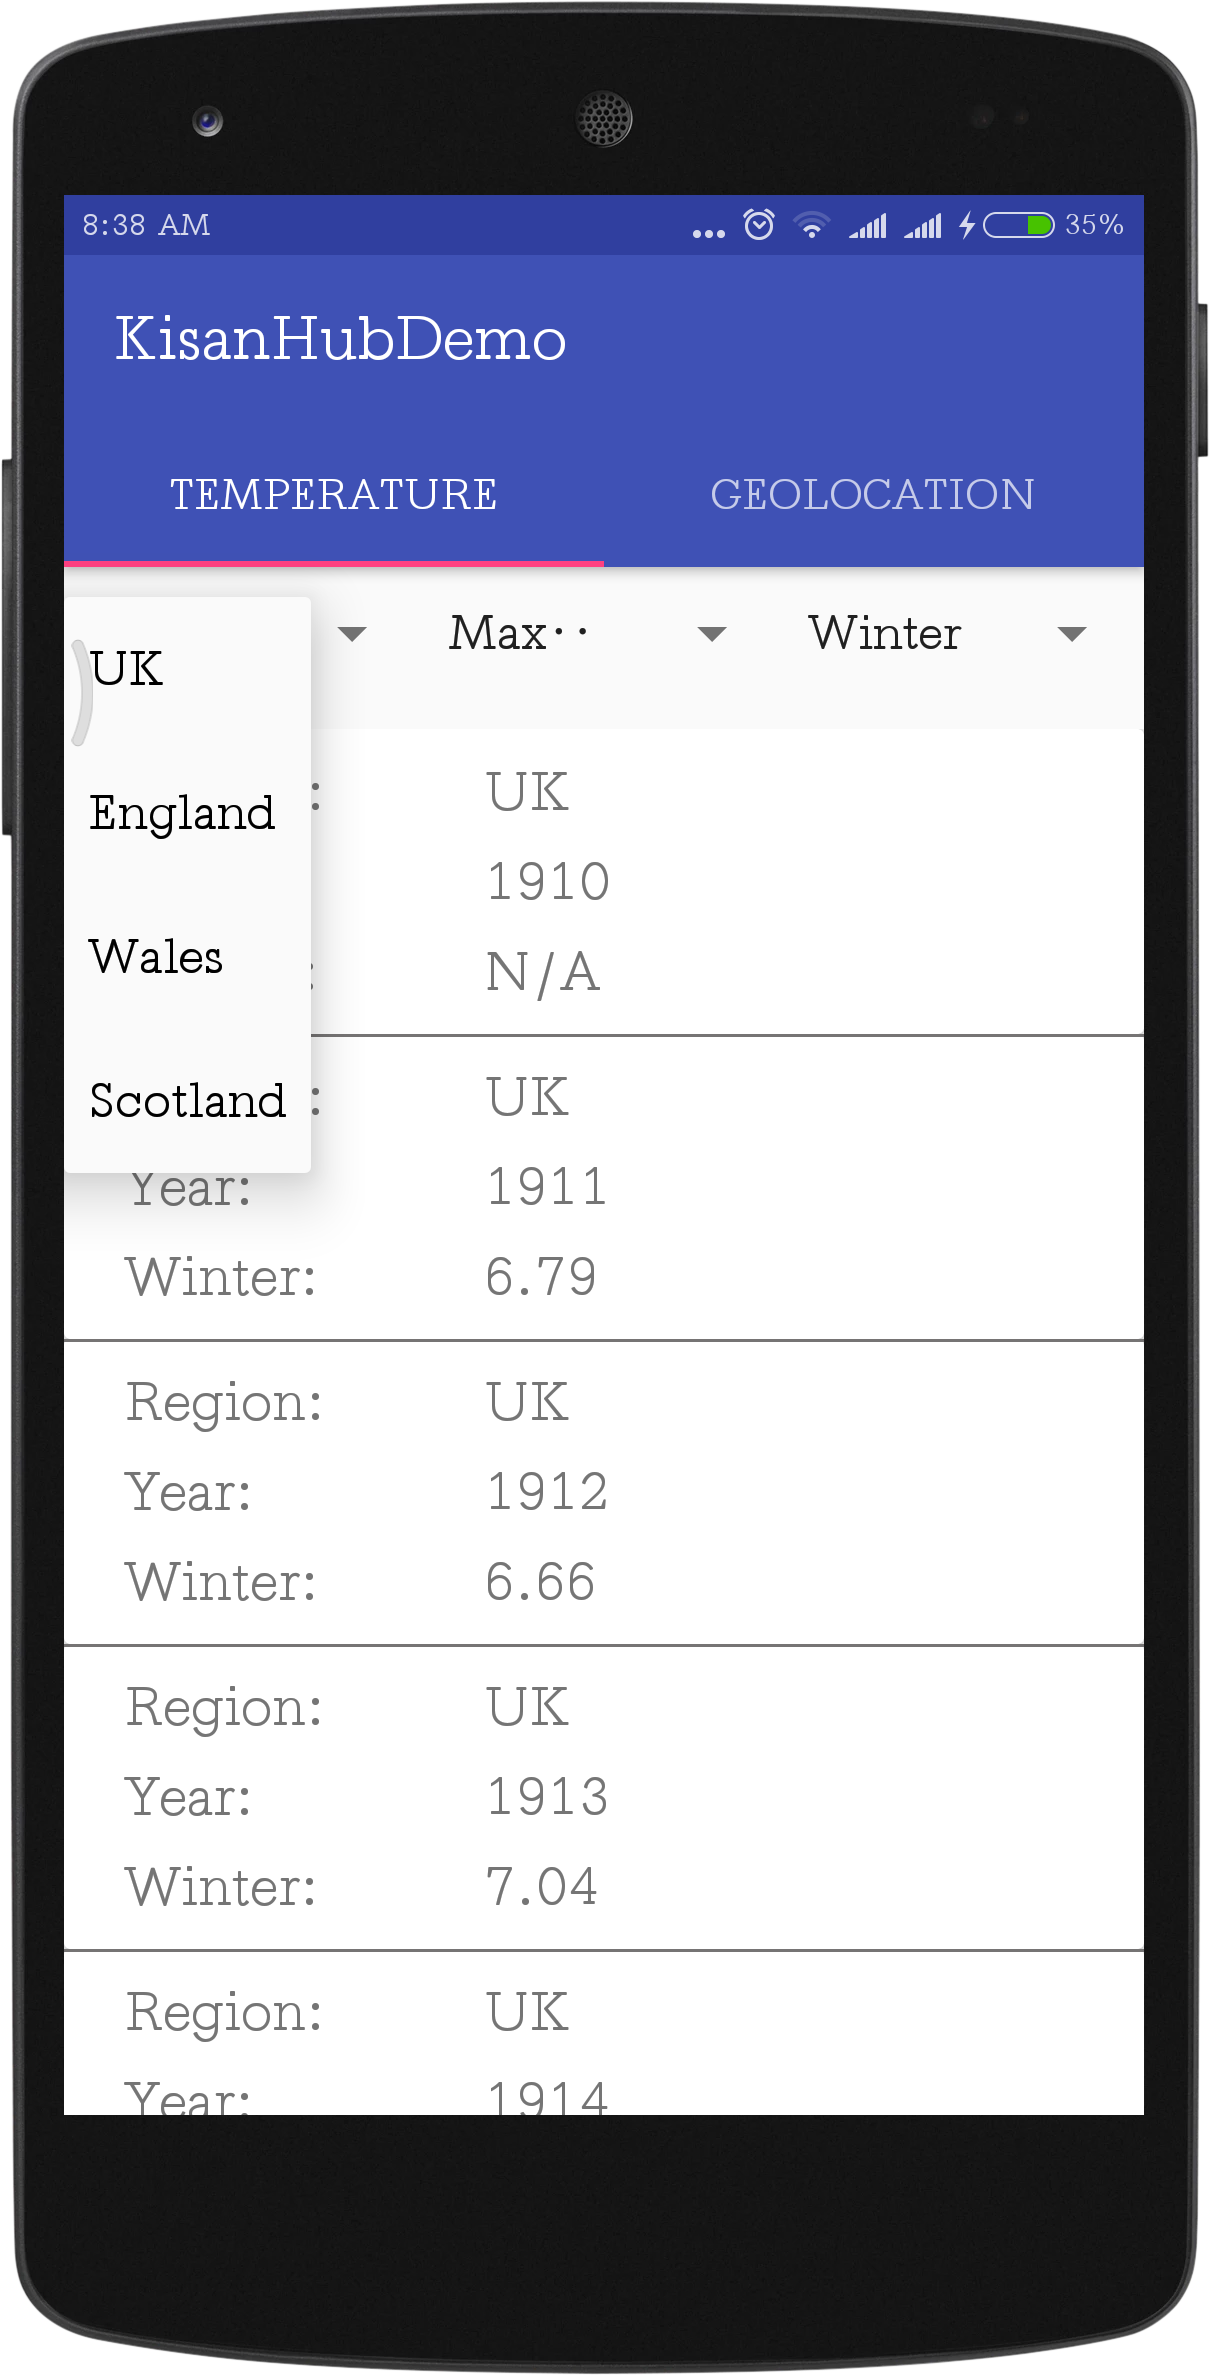 8:38 AM 35%
KisanHubDemo
TEMPERATURE GEOLOCATION
Max·· Winter
UK
England
Wales
Scotland
: UK
1910
: N/A
: UK
Year: 1911
Winter: 6.79
Region: UK
Year: 1912
Winter: 6.66
Region: UK
Year: 1913
Winter: 7.04
Region: UK
Year: 1914